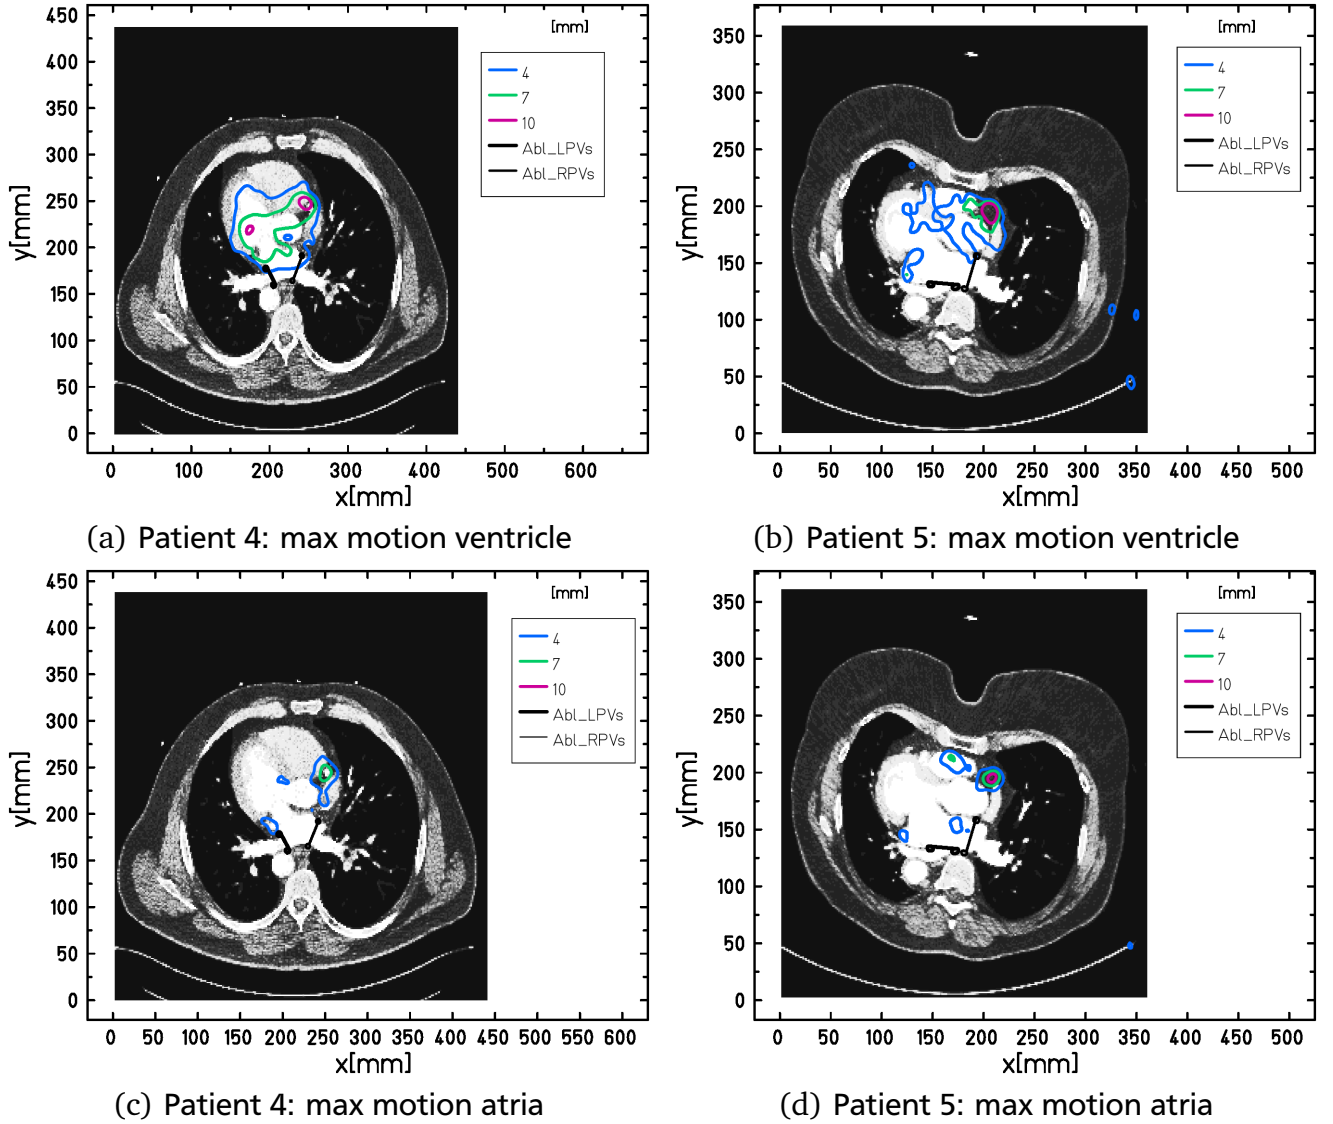 [mm]
4
7
10
Abl_LPVs
Abl_RPVs
450
400
350
300
250
200
150
100
50
0
y[mm]
0 100 200 300 400 500 600
x[mm]
(a) Patient 4: max motion ventricle
[mm]
4
7
10
Abl_LPVs
Abl_RPVs
350
300
250
200
150
100
50
0
y[mm]
0 50 100 150 200 250 300 350 400 450 500
x[mm]
(b) Patient 5: max motion ventricle
[mm]
4
7
10
Abl_LPVs
Abl_RPVs
450
400
350
300
250
200
150
100
50
0
y[mm]
0 50 100 150 200 250 300 350 400 450 500 550 600
x[mm]
(c) Patient 4: max motion atria
[mm]
4
7
10
Abl_LPVs
Abl_RPVs
350
300
250
200
150
100
50
0
y[mm]
0 50 100 150 200 250 300 350 400 450 500
x[mm]
(d) Patient 5: max motion atria